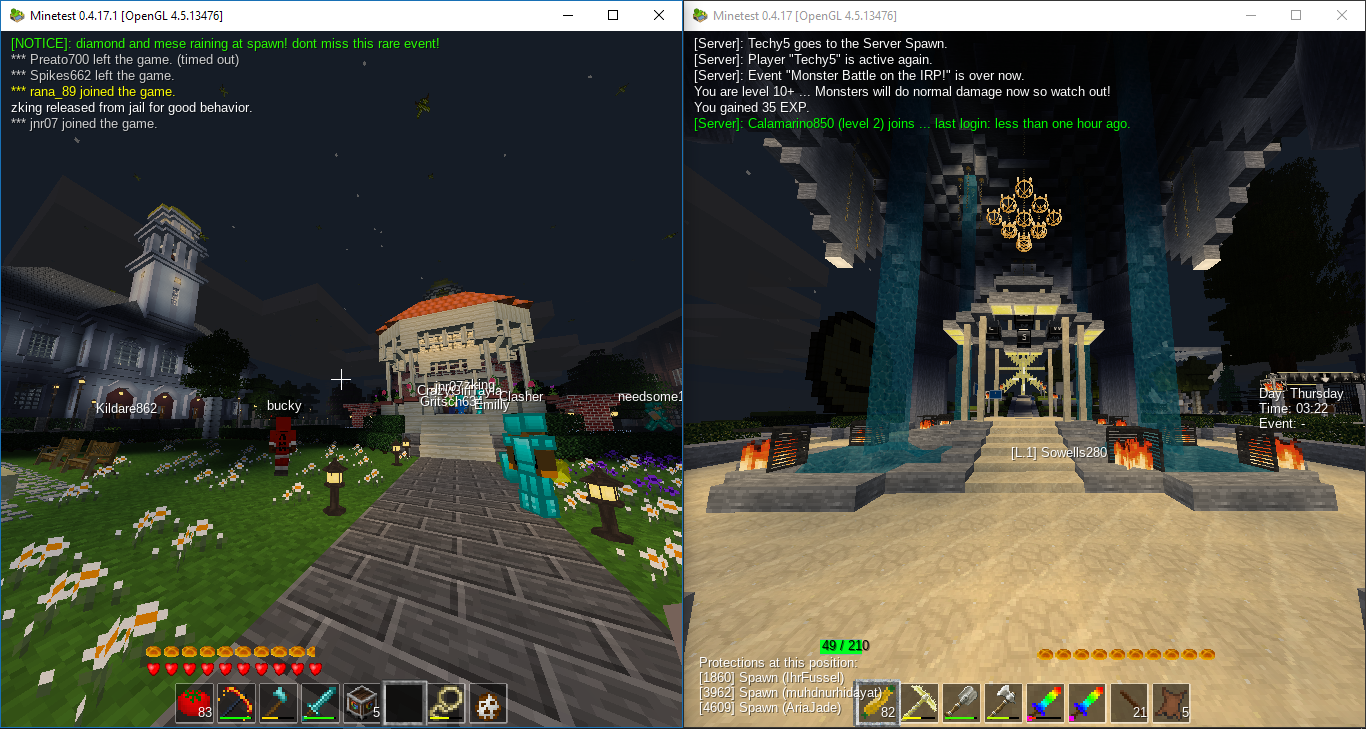 Minetest 0.4.17.1 [OpenGL 4.5.13476]
[NOTICE]: diamond and mese raining at spawn! dont miss this rare event!
*** Preato700 left the game. (timed out)
*** Spikes662 left the game.
*** rana_89 joined the game.
zking released from jail for good behavior.
*** jnr07 joined the game.
Kildare862
bucky
jnr07
zking
Clasher
Emilly
needsome1
83
5
Minetest 0.4.17 [OpenGL 4.5.13476]
[Server]: Techy5 goes to the Server Spawn.
[Server]: Player "Techy5" is active again.
[Server]: Event "Monster Battle on the IRP!" is over now.
You are level 10+ ... Monsters will do normal damage now so watch out!
You gained 35 EXP.
[Server]: Calamarino850 (level 2) joins ... last login: less than one hour ago.
Day: Thursday
Time: 03:22
Event: -
[L.1] Sowells280
49 / 210
Protections at this position:
[1860] Spawn (IhrFussel)
[3962] Spawn (muhdnurhidayat)
[4609] Spawn (AriaJade)
82
21
5